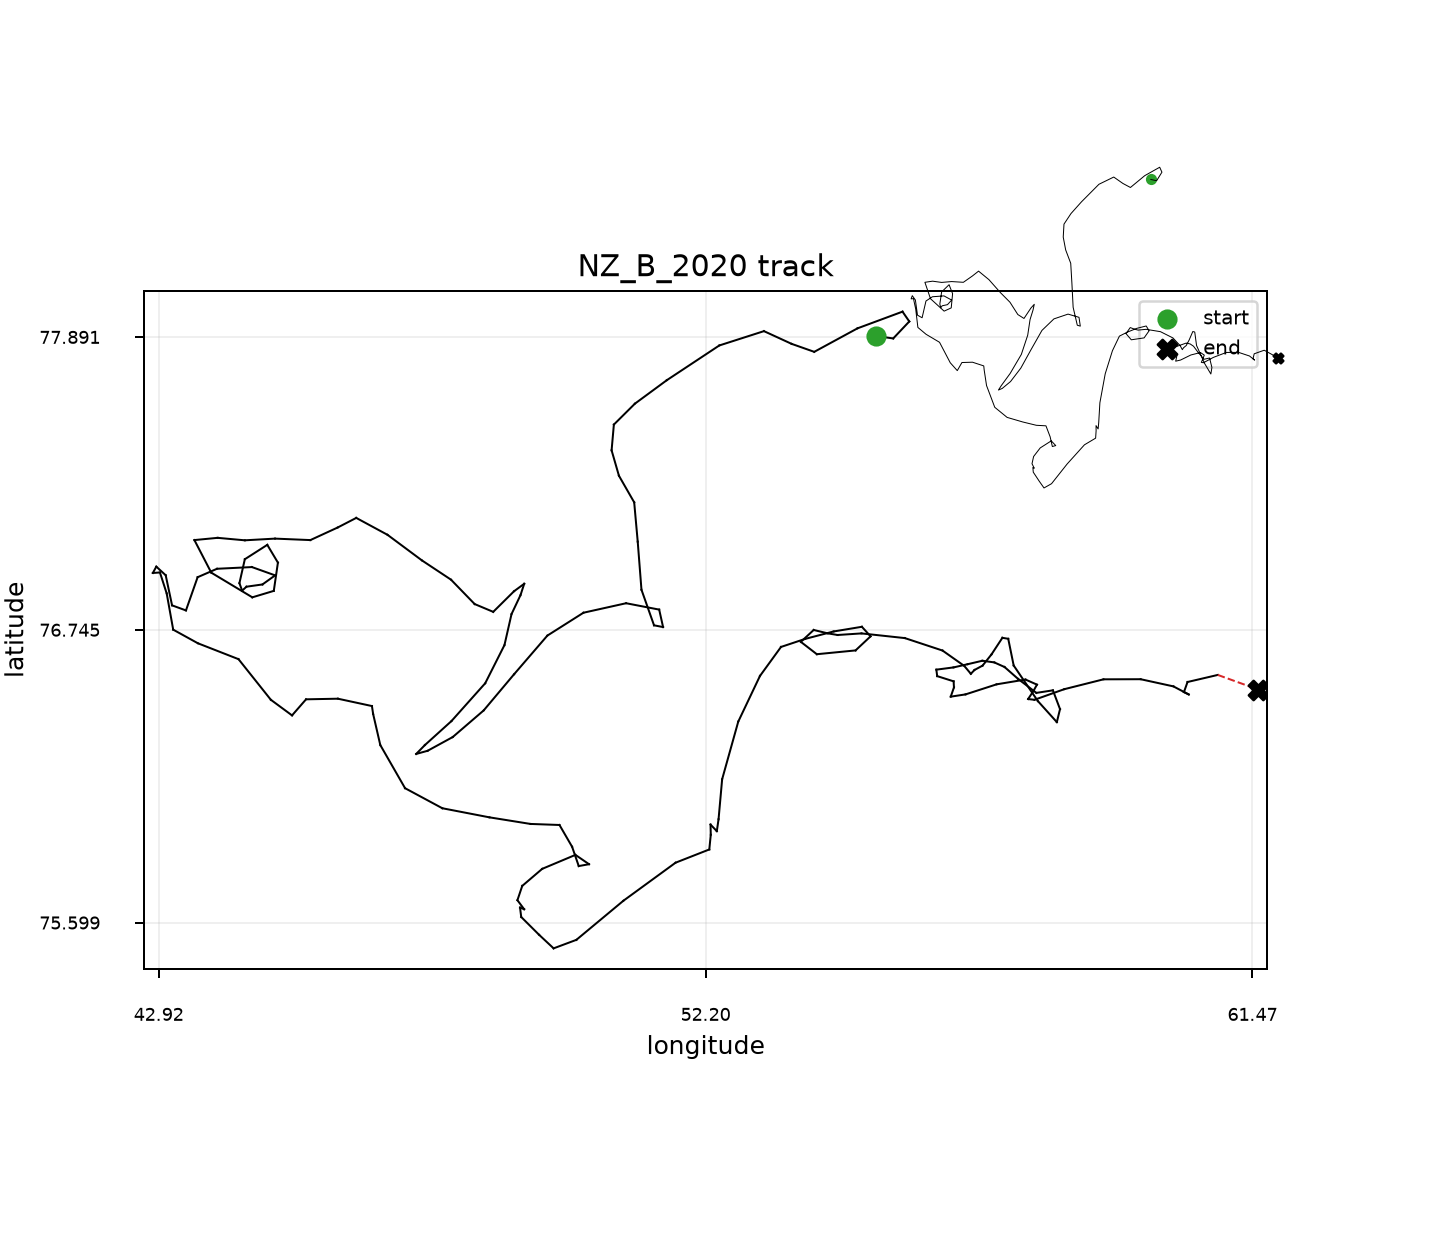 NZ_B_2020 track
start
end
77.891
76.745
75.599
latitude
42.92
52.20
61.47
longitude